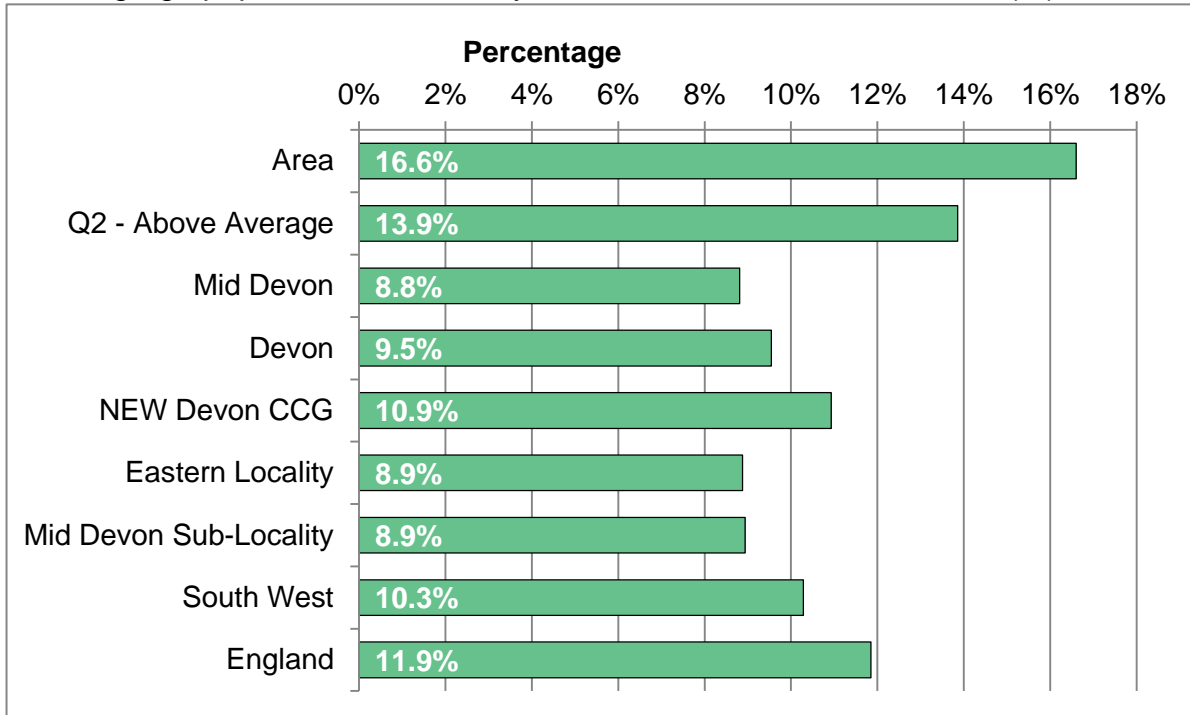 Percentage
0% 2% 4% 6% 8% 10% 12% 14% 16% 18%
Area 16.6%
Q2 - Above Average 13.9%
Mid Devon 8.8%
Devon 9.5%
NEW Devon CCG 10.9%
Eastern Locality 8.9%
Mid Devon Sub-Locality 8.9%
South West 10.3%
England 11.9%